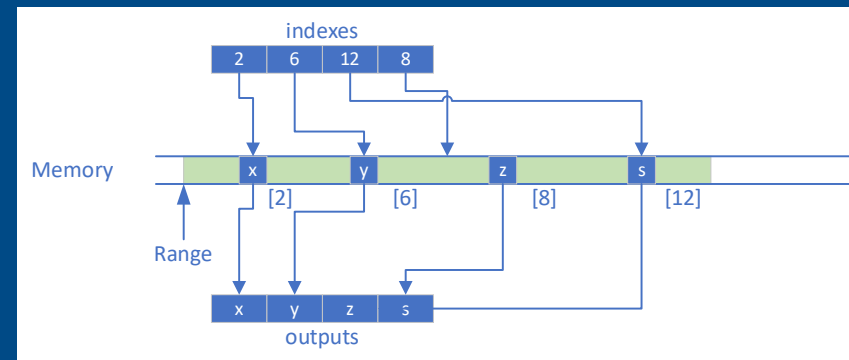 indexes
2 6 12 8
Memory x y z s
[2] [6] [8] [12]
Range
x y z s
outputs